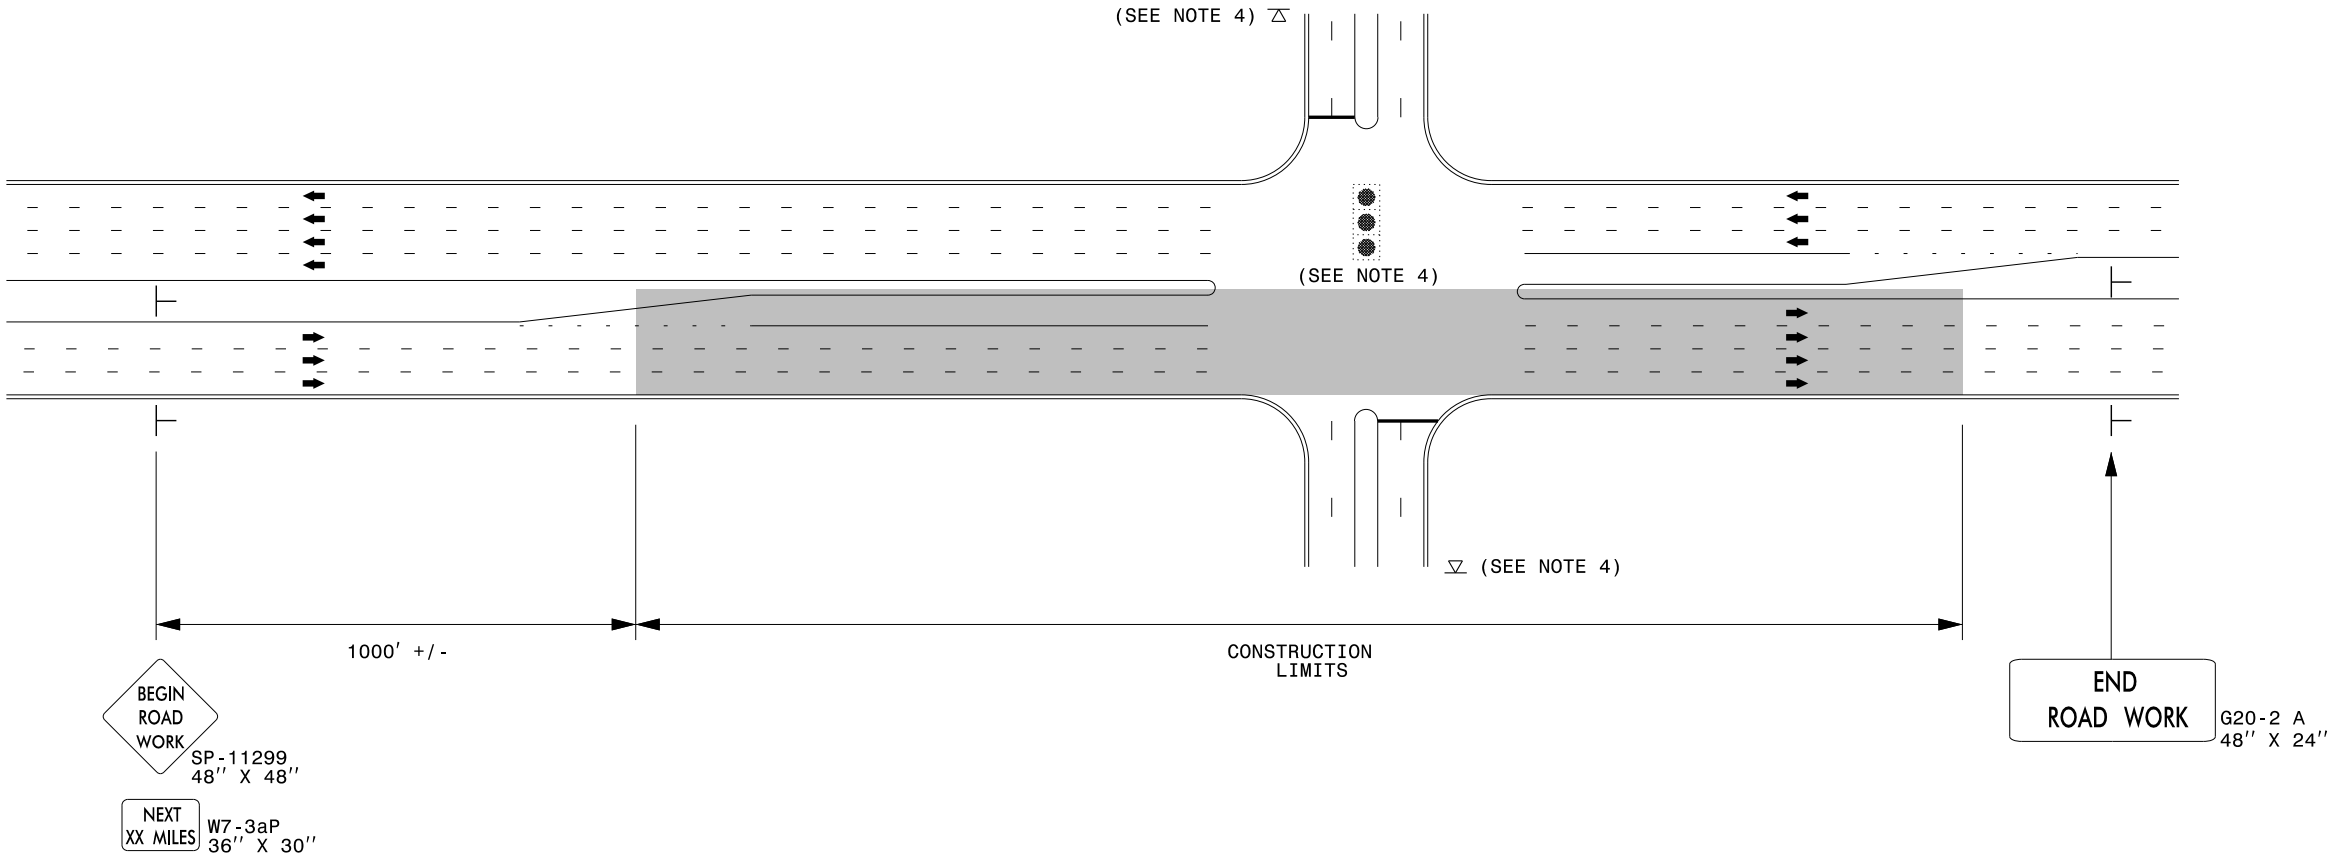 (SEE NOTE 4)
(SEE NOTE 4)
(SEE NOTE 4)
1000' +/-
CONSTRUCTION
LIMITS
BEGIN
ROAD
WORK
SP-11299
48'' X 48''
NEXT
XX MILES
W7-3aP
36'' X 30''
END
ROAD WORK
G20-2 A
48'' X 24''